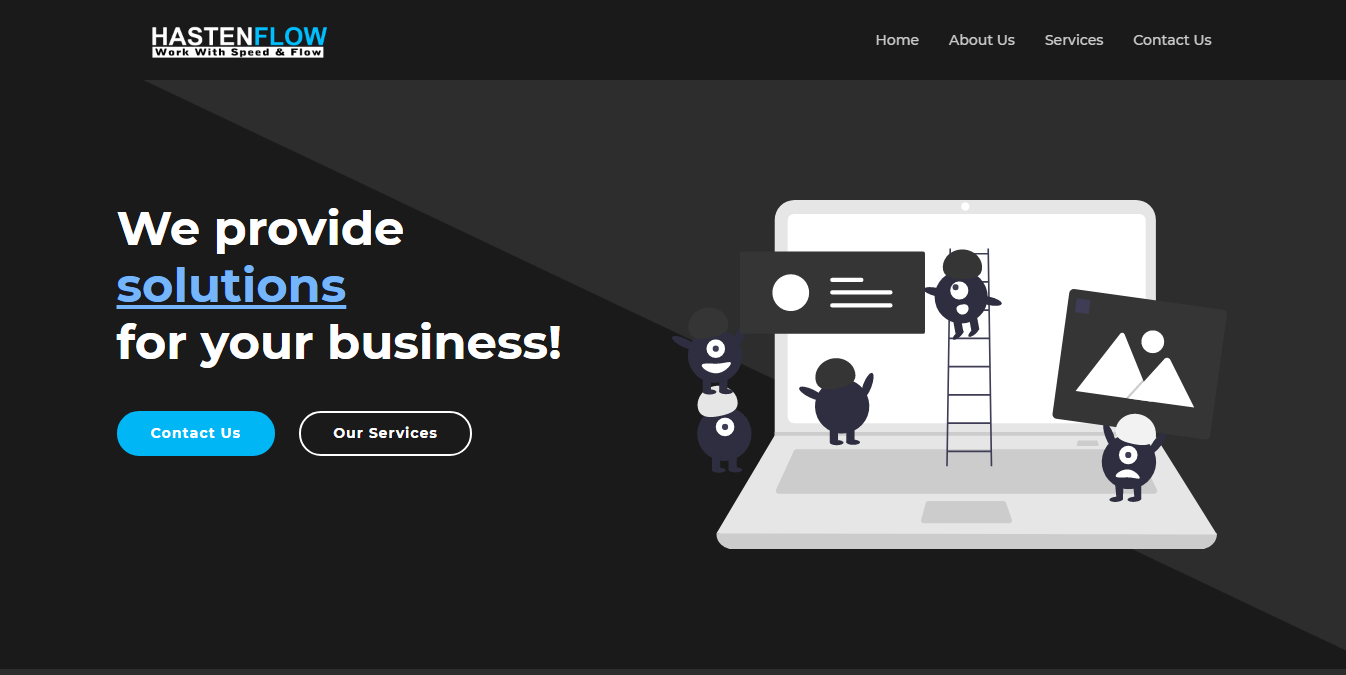 HASTENFLOW
Work With Speed & Flow
Home
About Us
Services
Contact Us
We provide
solutions
for your business!
Contact Us
Our Services